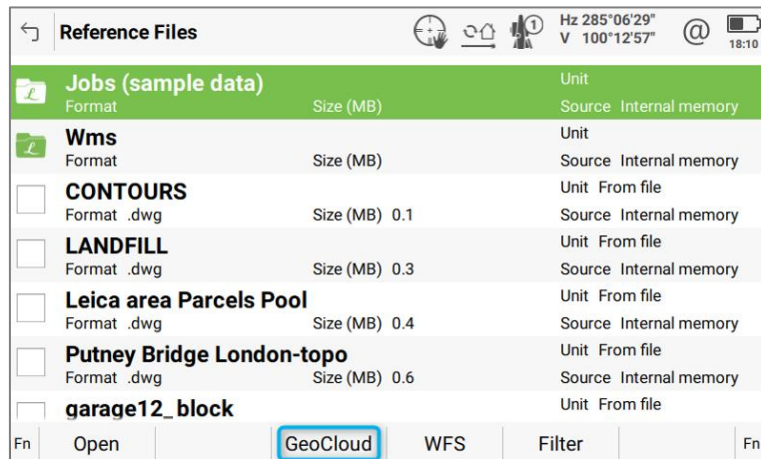 Reference Files
1
Hz 285°06'29"
V 100°12'57"
@
18:10
Jobs (sample data)
Unit
Format Size (MB) Source Internal memory
Wms
Unit
Format Size (MB) Source Internal memory
CONTOURS
Unit From file
Format .dwg Size (MB) 0.1 Source Internal memory
LANDFILL
Unit From file
Format .dwg Size (MB) 0.3 Source Internal memory
Leica area Parcels Pool
Unit From file
Format .dwg Size (MB) 0.4 Source Internal memory
Putney Bridge London-topo
Unit From file
Format .dwg Size (MB) 0.6 Source Internal memory
garage12_block
Unit From file
Fn Open GeoCloud WFS Filter Fn